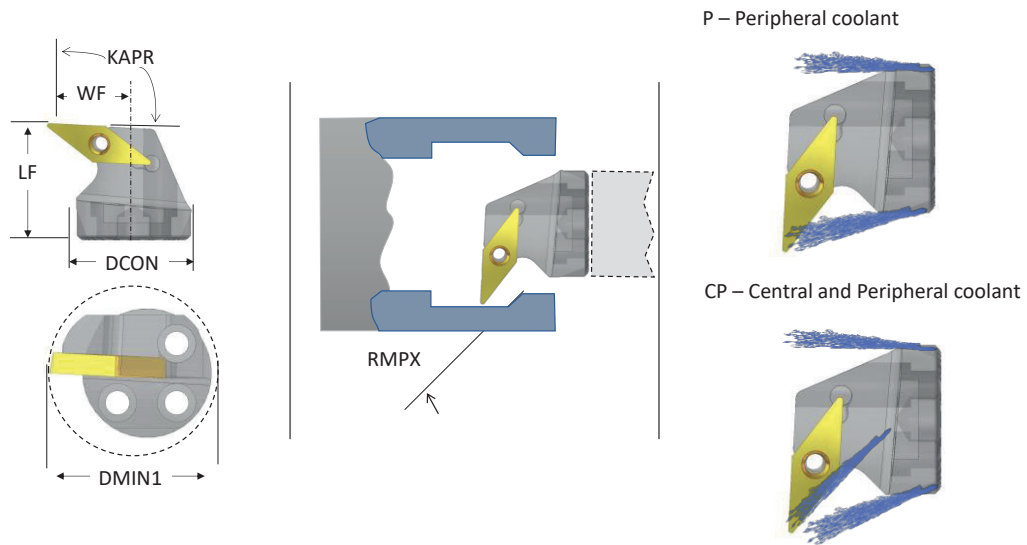 KAPR
WF
LF
DCON
DMIN1
RMPX
P – Peripheral coolant
CP – Central and Peripheral coolant